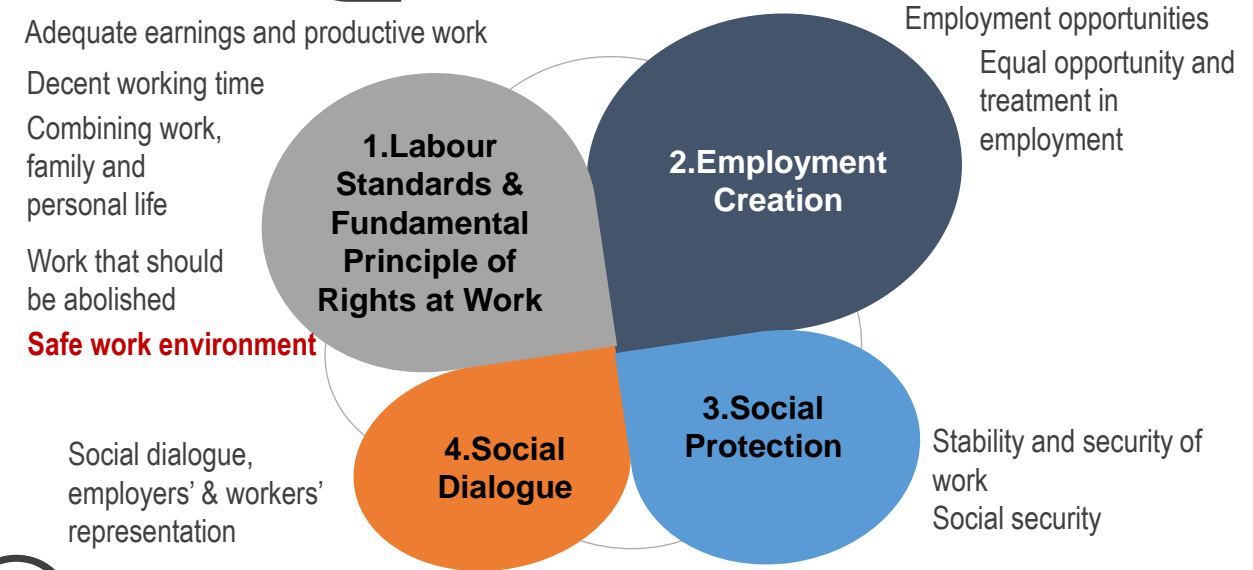 Adequate earnings and productive work
Decent working time
Combining work,
family and
personal life
Work that should
be abolished
Safe work environment
1.Labour
Standards &
Fundamental
Principle of
Rights at Work
2.Employment
Creation
Employment opportunities
Equal opportunity and
treatment in
employment
Social dialogue,
employers’ & workers’
representation
4.Social
Dialogue
3.Social
Protection
Stability and security of
work
Social security